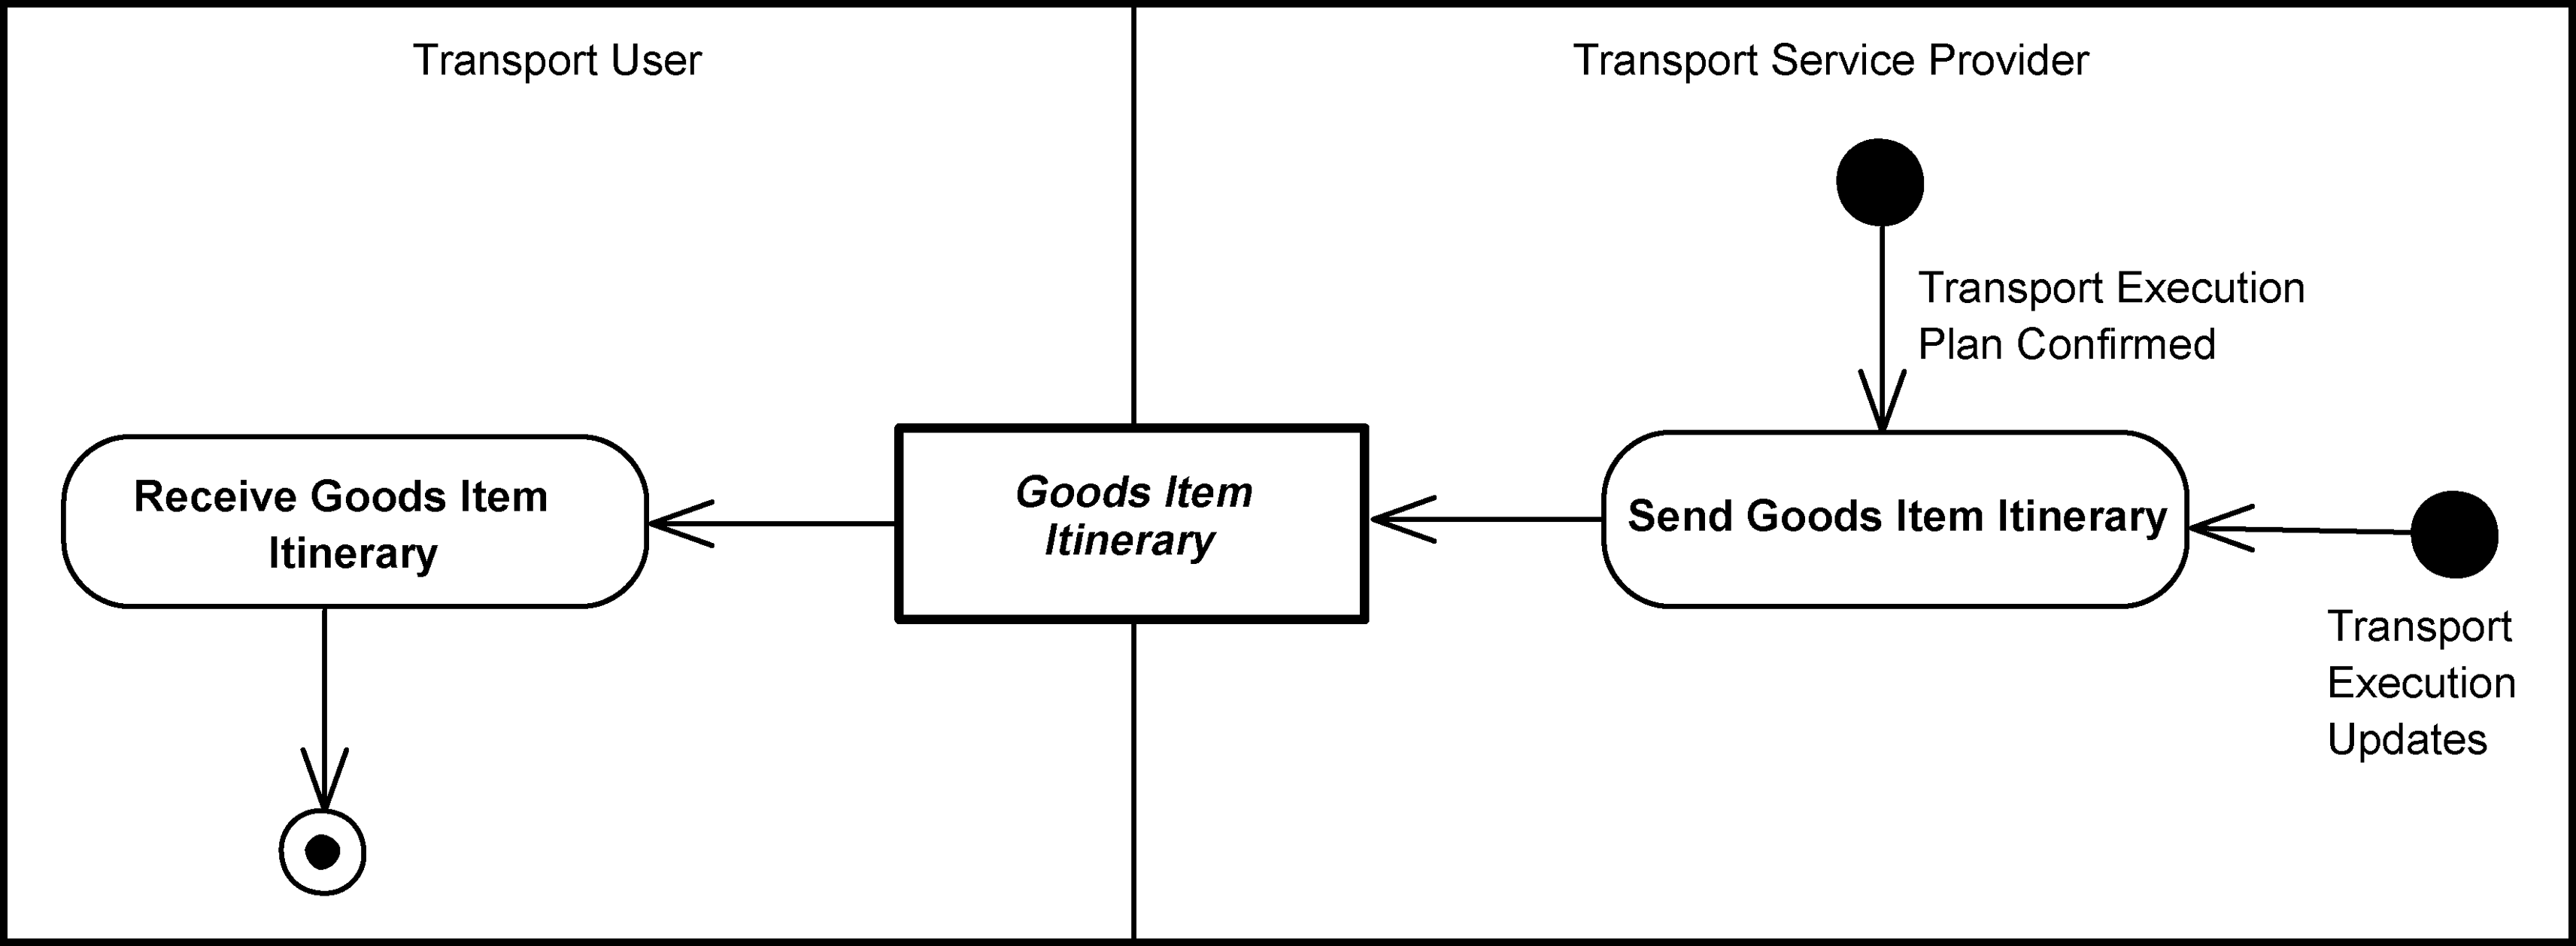 Transport User
Transport Service Provider
Transport Execution
Plan Confirmed
Receive Goods Item
Itinerary
Goods Item
Itinerary
Send Goods Item Itinerary
Transport
Execution
Updates